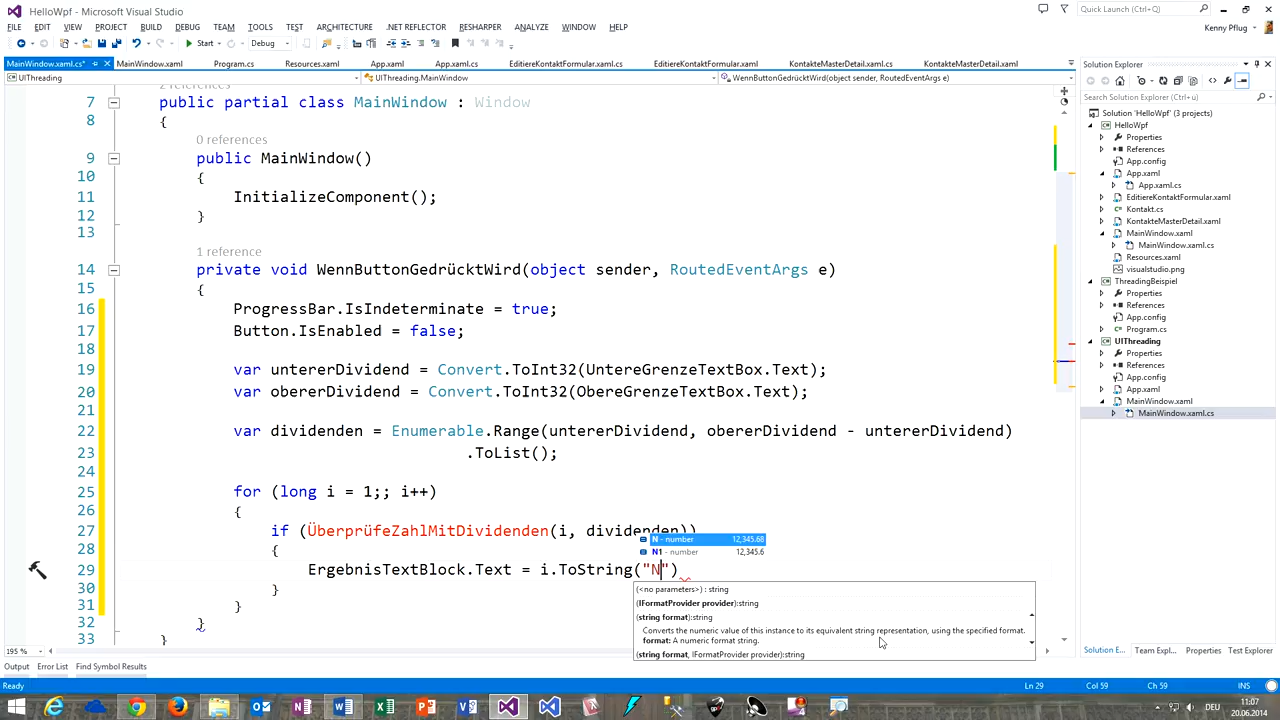 HelloWpf - Microsoft Visual Studio
Quick Launch (Ctrl+Q)
FILE EDIT VIEW PROJECT BUILD DEBUG TEAM TOOLS TEST ARCHITECTURE .NET REFLECTOR RESHARPER ANALYZE WINDOW HELP
Kenny Pflug
Start Debug
MainWindow.xaml.cs* MainWindow.xaml Program.cs Resources.xaml App.xaml EditiereKontaktFormular.xaml.cs EditiereKontaktFormular.xaml KontakteMasterDetail.xaml.cs KontakteMasterDetail.xaml
UIThreading UIThreading.MainWindow WennButtonGedrücktWird(object sender, RoutedEventArgs e)
2 references
7 public partial class MainWindow : Window
8 {
0 references
9 public MainWindow()
10 {
11 InitializeComponent();
12 }
13
1 reference
14 private void WennButtonGedrücktWird(object sender, RoutedEventArgs e)
15 {
16 ProgressBar.IsIndeterminate = true;
17 Button.IsEnabled = false;
18
19 var untererDividend = Convert.ToInt32(UntereGrenzeTextBox.Text);
20 var obererDividend = Convert.ToInt32(ObereGrenzeTextBox.Text);
21
22 var dividenden = Enumerable.Range(untererDividend, obererDividend - untererDividend)
23 .ToList();
24
25 for (long i = 1;; i++)
26 {
27 if (ÜberprüfeZahlMitDividenden(i, dividenden))
28 {
29 ErgebnisTextBlock.Text = i.ToString("N")
30 }
31 }
32 }
33 }
N - number 12,345.68
N1 - number 12,345.6
(<no parameters>) : string
(IFormatProvider provider):string
(string format):string
Converts the numeric value of this instance to its equivalent string representation, using the specified format.
format: A numeric format string.
(string format, IFormatProvider provider):string
195 %
Solution Explorer
Search Solution Explorer (Ctrl+ü)
Solution 'HelloWpf' (3 projects)
HelloWpf
Properties
References
App.config
App.xaml
App.xaml.cs
EditiereKontaktFormular.xaml
Kontakt.cs
KontakteMasterDetail.xaml
MainWindow.xaml
MainWindow.xaml.cs
Resources.xaml
visualstudio.png
ThreadingBeispiel
Properties
References
App.config
Program.cs
UIThreading
Properties
References
App.config
App.xaml
MainWindow.xaml
MainWindow.xaml.cs
Solution E... Team Expl... Property ... Test Explorer
Output Error List Find Symbol Results
Ready Ln 29 Col 59 Ch 59 INS
DEU 11:07
20.06.2014